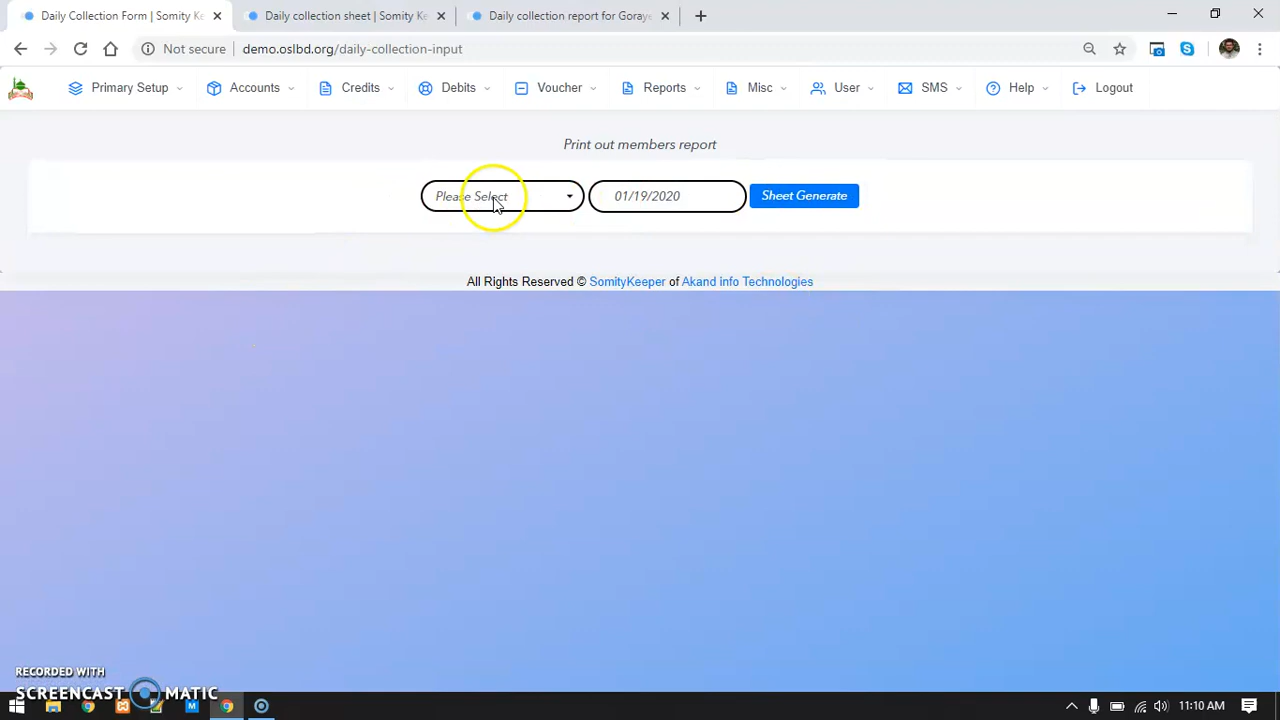 Daily Collection Form | Somity Ke
Daily collection sheet | Somity Ke
Daily collection report for Goraye
Not secure
demo.oslbd.org/daily-collection-input
Primary Setup
Accounts
Credits
Debits
Voucher
Reports
Misc
User
SMS
Help
Logout
Print out members report
Please Select
01/19/2020
Sheet Generate
All Rights Reserved © SomityKeeper of Akand Info Technologies
RECORDED WITH
SCREENCAST MATIC
11:10 AM